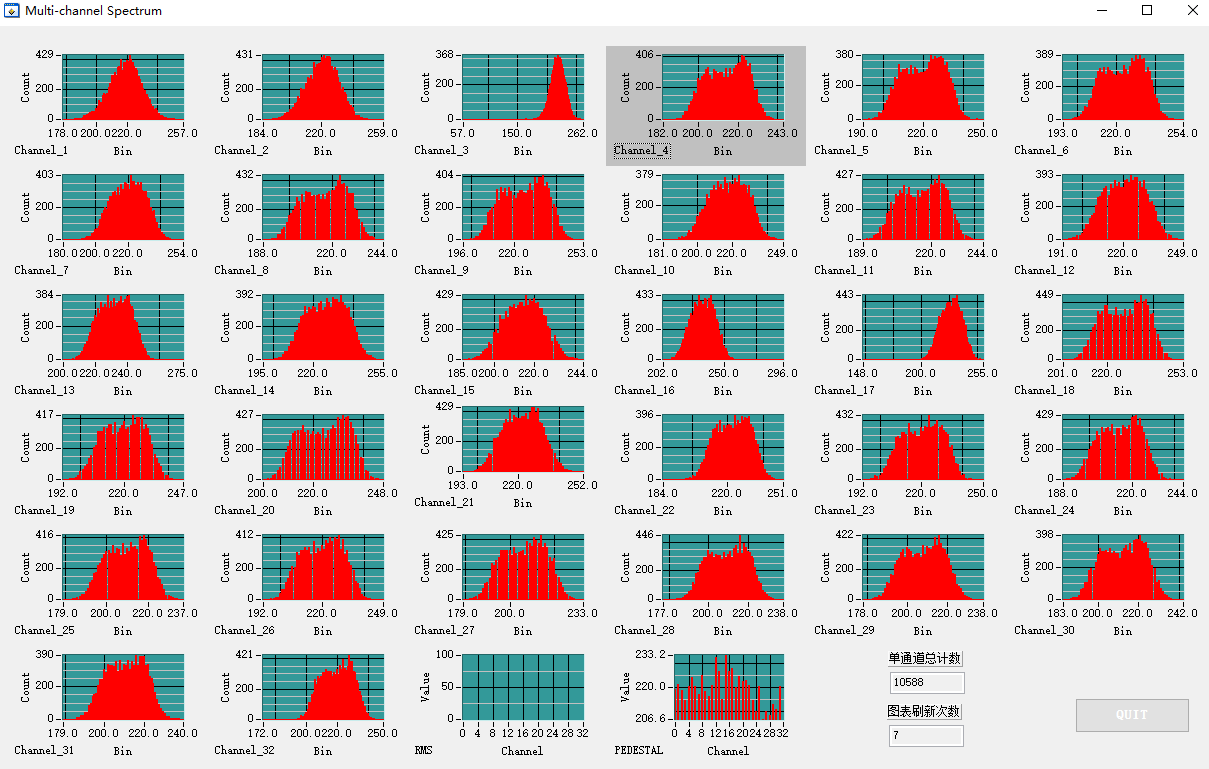 Multi-channel Spectrum
429 431 368 406 380 389
Count Count Count Count Count Count
200 200 200 200 200 200
0 0 0 0 0 0
178.0 200.0 220.0 257.0 184.0 220.0 259.0 57.0 150.0 262.0 182.0 200.0 220.0 243.0 190.0 220.0 250.0 193.0 220.0 254.0
Channel_1 Bin Channel_2 Bin Channel_3 Bin Channel_4 Bin Channel_5 Bin Channel_6 Bin
403 432 404 379 427 393
Count Count Count Count Count Count
200 200 200 200 200 200
0 0 0 0 0 0
180.0 200.0 220.0 254.0 188.0 220.0 244.0 196.0 220.0 253.0 181.0 220.0 249.0 189.0 220.0 244.0 191.0 220.0 249.0
Channel_7 Bin Channel_8 Bin Channel_9 Bin Channel_10 Bin Channel_11 Bin Channel_12 Bin
384 392 429 433 443 449
Count Count Count Count Count Count
200 200 200 200 200 200
0 0 0 0 0 0
200.0 220.0 240.0 275.0 195.0 220.0 255.0 185.0 200.0 220.0 244.0 202.0 250.0 296.0 148.0 200.0 255.0 201.0 220.0 253.0
Channel_13 Bin Channel_14 Bin Channel_15 Bin Channel_16 Bin Channel_17 Bin Channel_18 Bin
417 427 429 396 432 429
Count Count Count Count Count Count
200 200 200 200 200 200
0 0 0 0 0 0
192.0 220.0 247.0 200.0 220.0 248.0 193.0 220.0 252.0 184.0 220.0 251.0 192.0 220.0 250.0 188.0 220.0 244.0
Channel_19 Bin Channel_20 Bin Channel_21 Bin Channel_22 Bin Channel_23 Bin Channel_24 Bin
416 412 425 446 222 398
Count Count Count Count Count Count
200 200 200 200 200 200
0 0 0 0 0 0
179.0 200.0 220.0 237.0 192.0 220.0 249.0 179.0 200.0 233.0 177.0 200.0 220.0 238.0 178.0 200.0 220.0 238.0 183.0 200.0 220.0 242.0
Channel_25 Bin Channel_26 Bin Channel_27 Bin Channel_28 Bin Channel_29 Bin Channel_30 Bin
390 421 100 233.2
Count Count Value Value
200 200 50 220.0
0 0 0 206.6
179.0 200.0 220.0 240.0 172.0 200.0 220.0 250.0 0 4 8 12 16 20 24 28 32 0 4 8 12 16 20 24 28 32
Channel_31 Bin Channel_32 Bin RMS Channel PEDESTAL Channel
单通道总计数
10588
图表刷新次数
7
QUIT